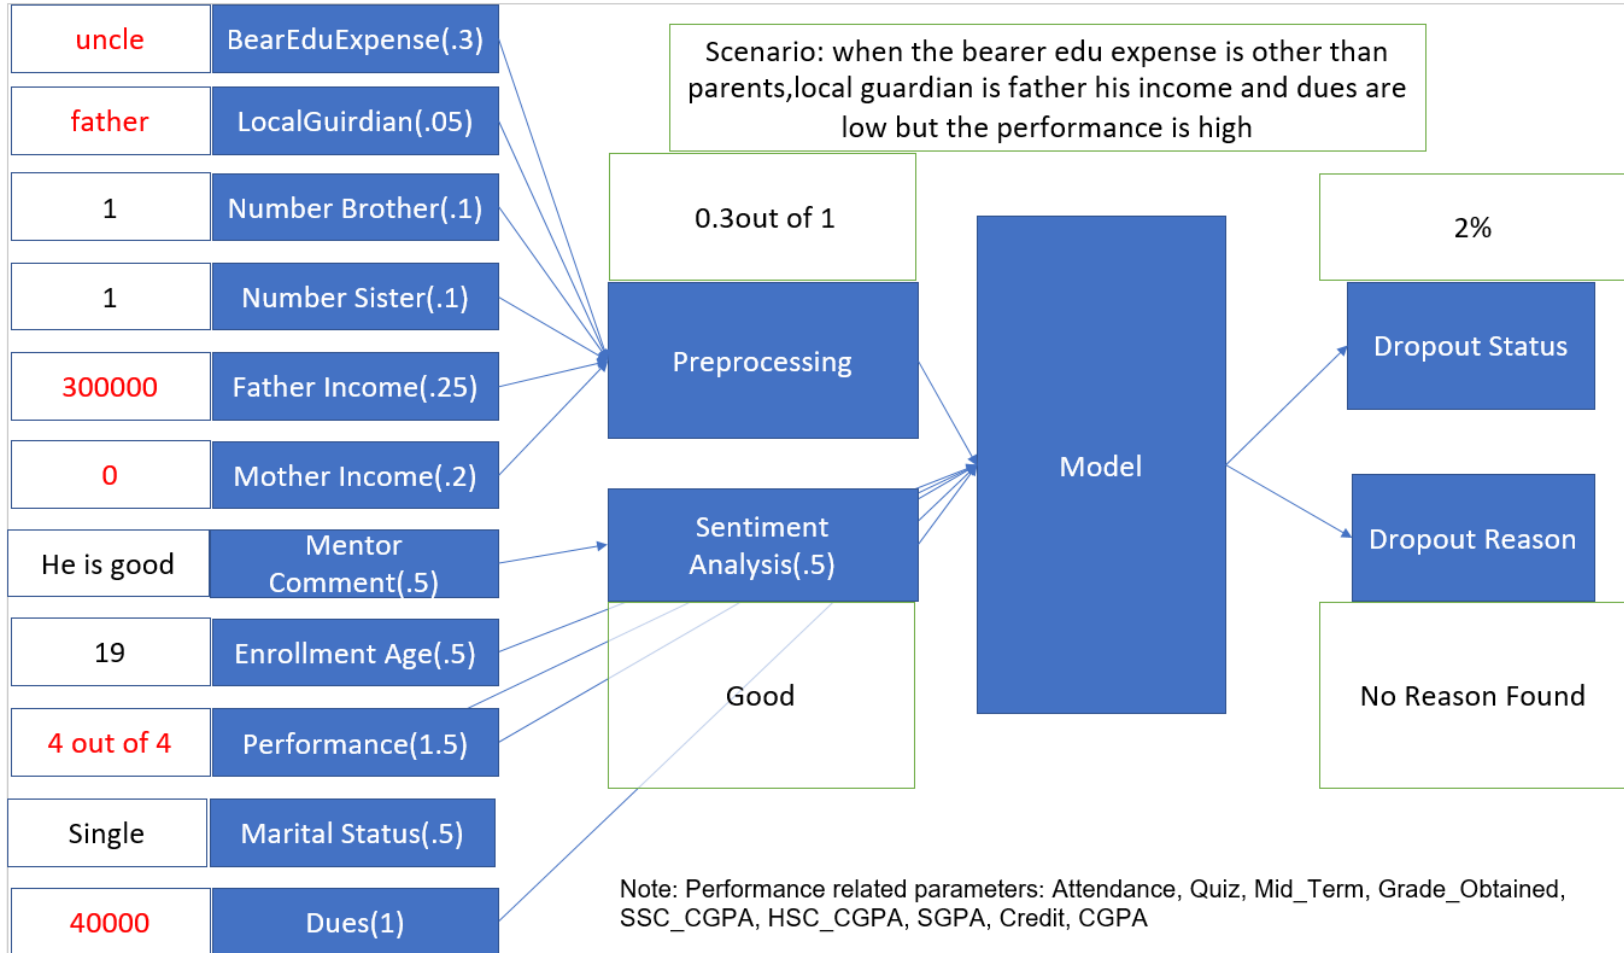 uncle
BearEduExpense(.3)
Scenario: when the bearer edu expense is other than
parents,local guardian is father his income and dues are
low but the performance is high
father
LocalGuirdian(.05)
1
Number Brother(.1)
0.3out of 1
2%
1
Number Sister(.1)
300000
Father Income(.25)
Preprocessing
Dropout Status
0
Mother Income(.2)
Model
He is good
Mentor
Comment(.5)
Sentiment
Analysis(.5)
Dropout Reason
19
Enrollment Age(.5)
Good
No Reason Found
4 out of 4
Performance(1.5)
Single
Marital Status(.5)
40000
Dues(1)
Note: Performance related parameters: Attendance, Quiz, Mid_Term, Grade_Obtained,
SSC_CGPA, HSC_CGPA, SGPA, Credit, CGPA